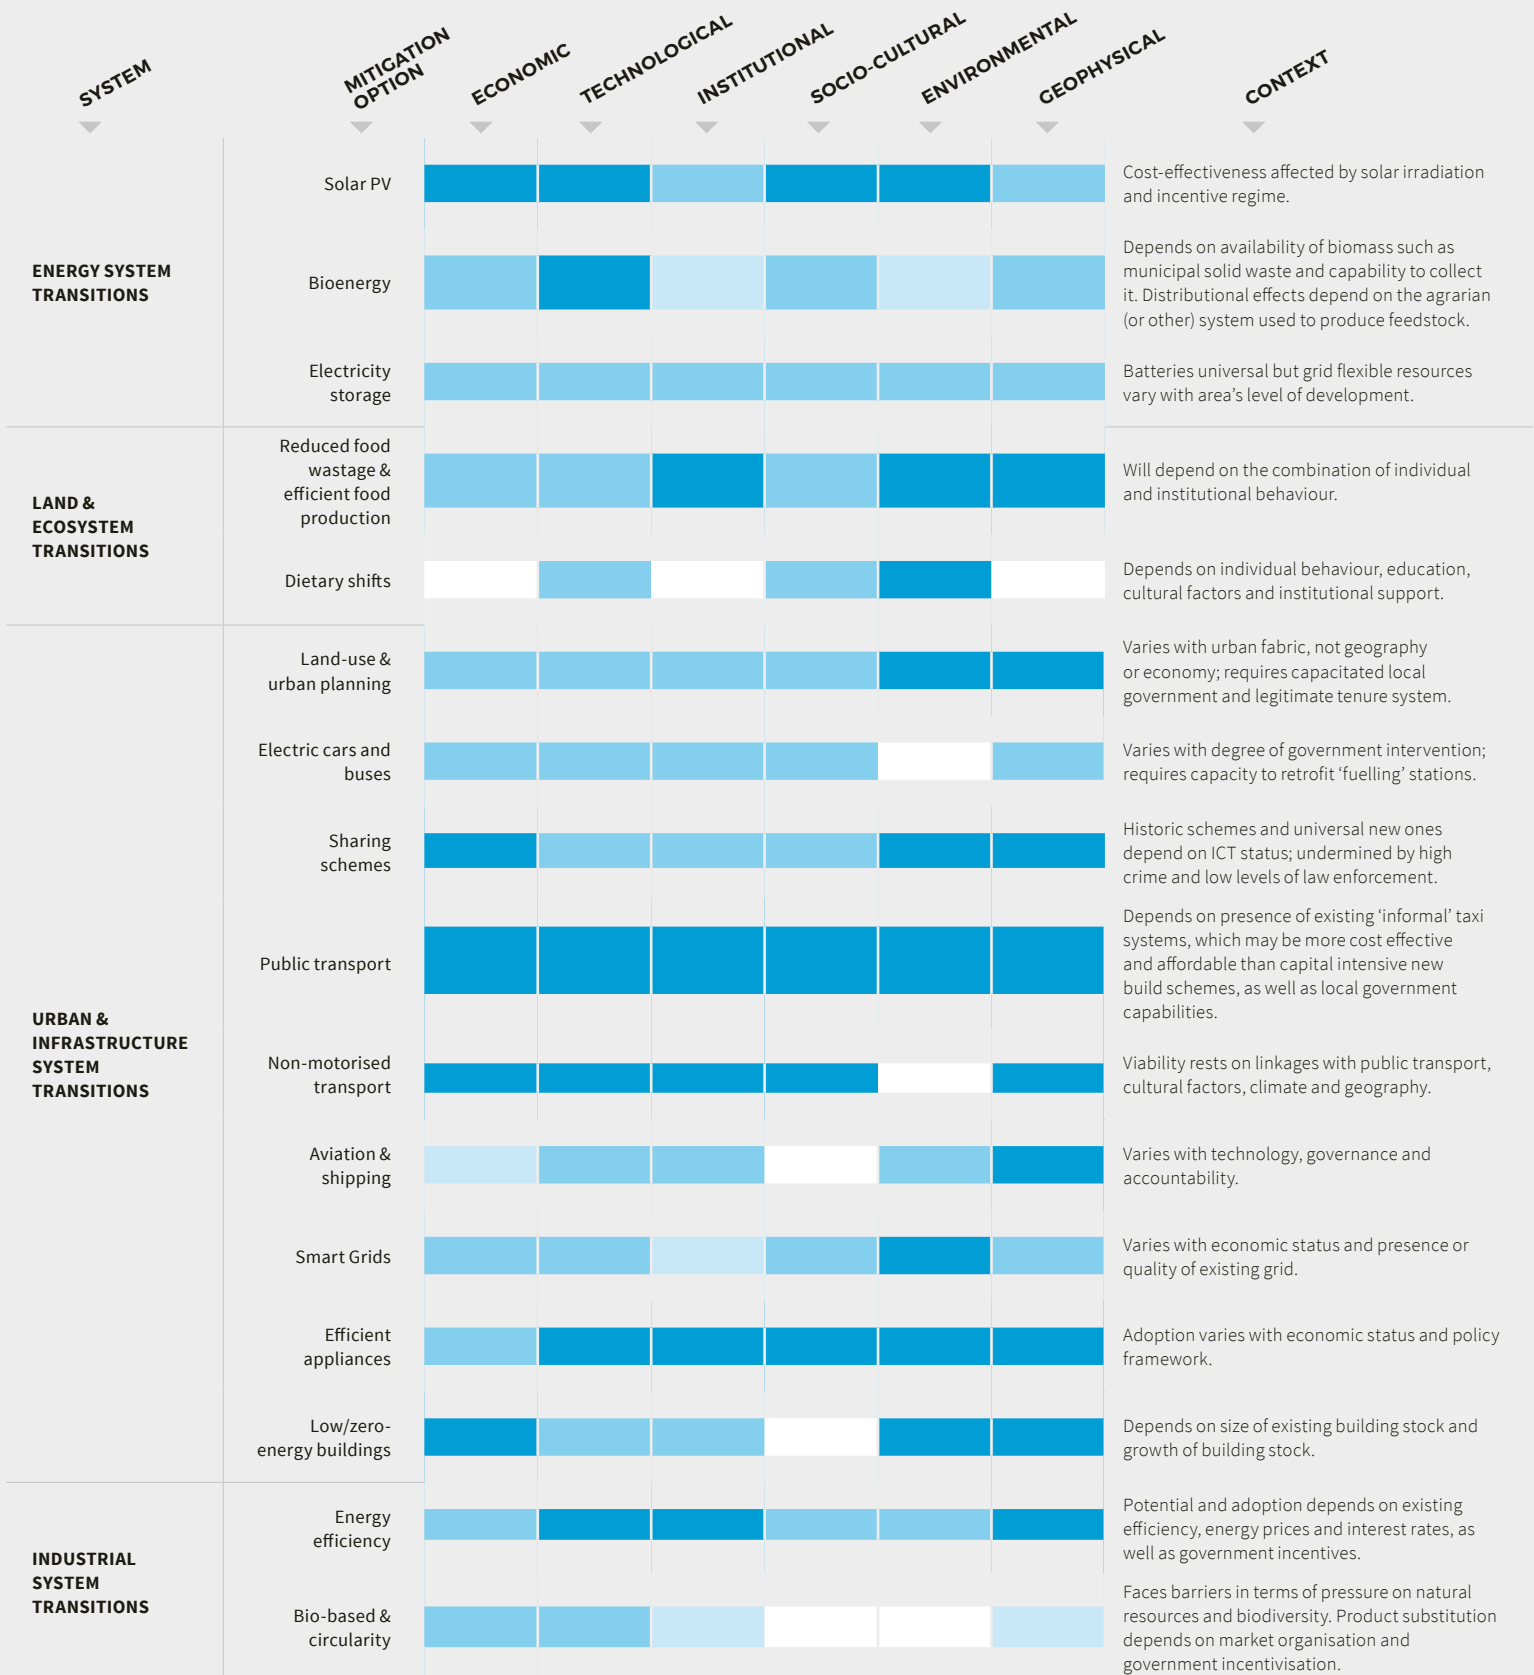 SYSTEM
MITIGATION
OPTION
ECONOMIC
TECHNOLOGICAL
INSTITUTIONAL
SOCIO-CULTURAL
ENVIRONMENTAL
GEOPHYSICAL
CONTEXT
ENERGY SYSTEM
TRANSITIONS
Solar PV
Cost-effectiveness affected by solar irradiation
and incentive regime.
Bioenergy
Depends on availability of biomass such as
municipal solid waste and capability to collect
it. Distributional effects depend on the agrarian
(or other) system used to produce feedstock.
Electricity
storage
Batteries universal but grid flexible resources
vary with area’s level of development.
LAND &
ECOSYSTEM
TRANSITIONS
Reduced food
wastage &
efficient food
production
Will depend on the combination of individual
and institutional behaviour.
Dietary shifts
Depends on individual behaviour, education,
cultural factors and institutional support.
URBAN &
INFRASTRUCTURE
SYSTEM
TRANSITIONS
Land-use &
urban planning
Varies with urban fabric, not geography
or economy; requires capacitated local
government and legitimate tenure system.
Electric cars and
buses
Varies with degree of government intervention;
requires capacity to retrofit ‘fuelling’ stations.
Sharing
schemes
Historic schemes and universal new ones
depend on ICT status; undermined by high
crime and low levels of law enforcement.
Public transport
Depends on presence of existing ‘informal’ taxi
systems, which may be more cost effective
and affordable than capital intensive new
build schemes, as well as local government
capabilities.
Non-motorised
transport
Viability rests on linkages with public transport,
cultural factors, climate and geography.
Aviation &
shipping
Varies with technology, governance and
accountability.
Smart Grids
Varies with economic status and presence or
quality of existing grid.
Efficient
appliances
Adoption varies with economic status and policy
framework.
Low/zero-
energy buildings
Depends on size of existing building stock and
growth of building stock.
INDUSTRIAL
SYSTEM
TRANSITIONS
Energy
efficiency
Potential and adoption depends on existing
efficiency, energy prices and interest rates, as
well as government incentives.
Bio-based &
circularity
Faces barriers in terms of pressure on natural
resources and biodiversity. Product substitution
depends on market organisation and
government incentivisation.